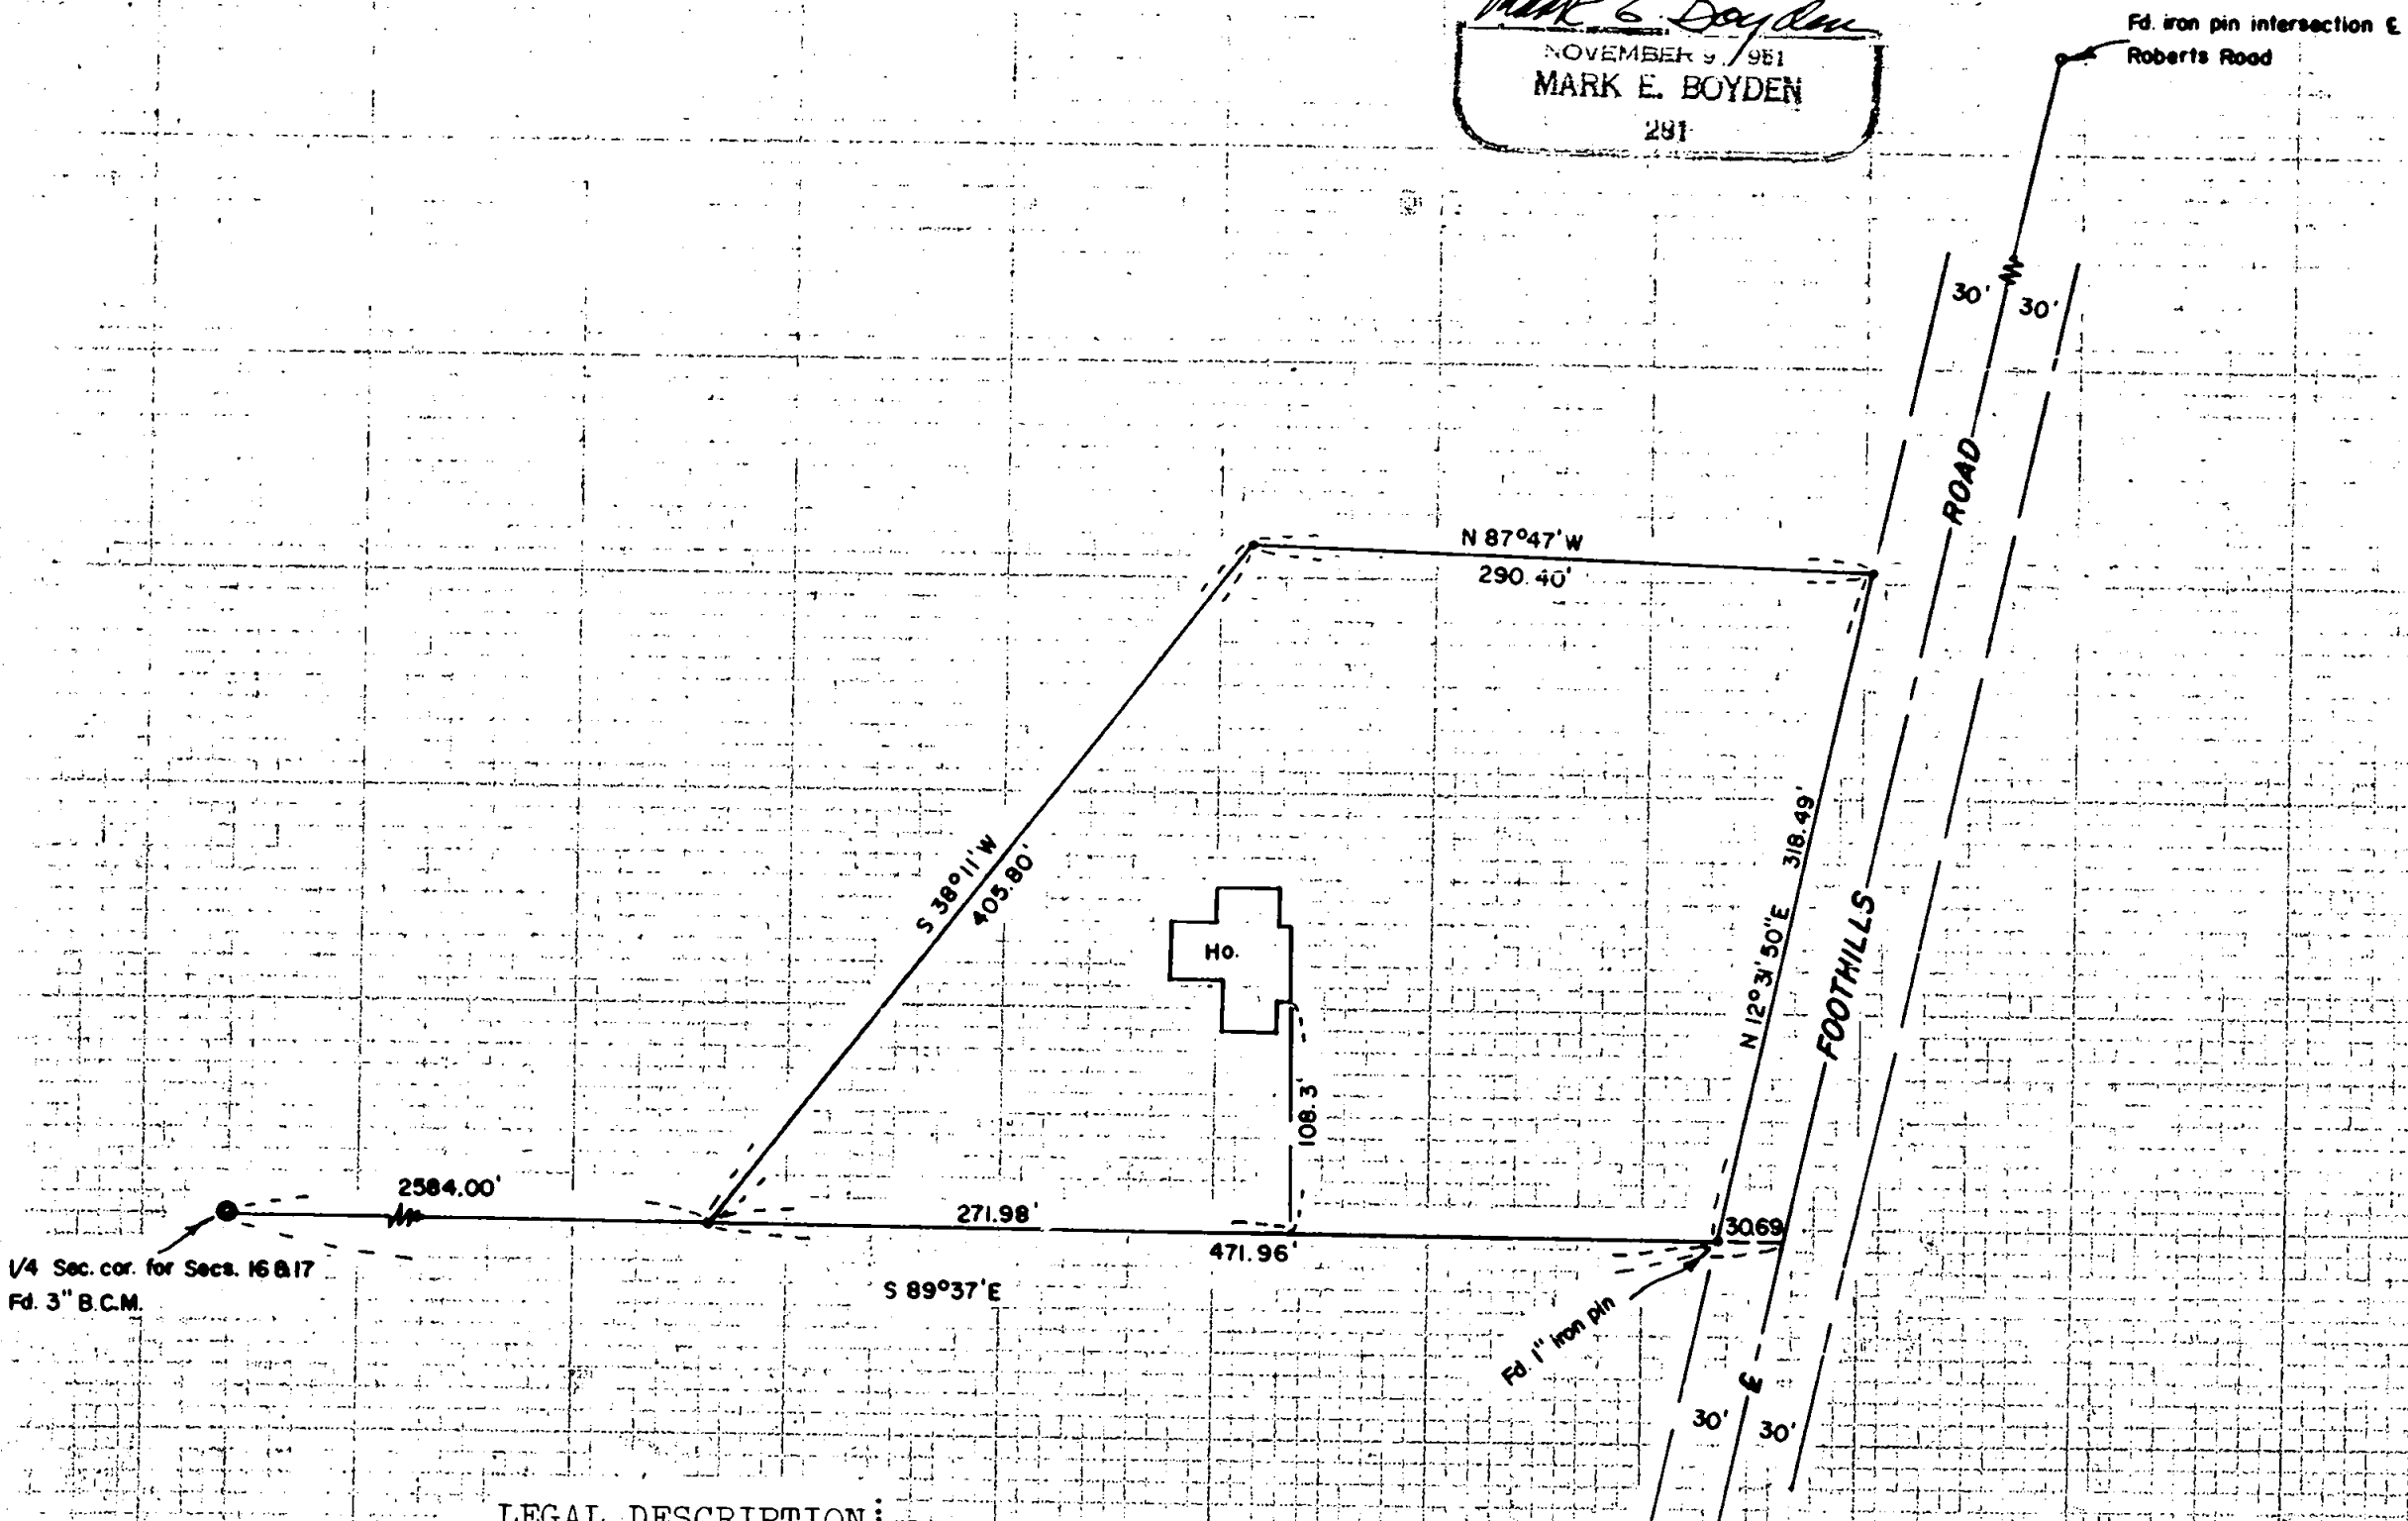 Mark E. Boyden
NOVEMBER 9, 1951
MARK E. BOYDEN
281
Fd. iron pin intersection ℄
Roberts Road
30'
30'
ROAD
N 87°47'W
290.40'
S 38°11'W
405.80'
Ho.
108.3'
N 12°31'50"E 318.49'
FOOTHILLS
2584.00'
271.98'
471.96'
30.69
S 89°37'E
1/4 Sec. cor. for Secs. 16 & 17
Fd. 3" B.C.M.
Fd 1" iron pin
℄
30'
30'
LEGAL DESCRIPTION: